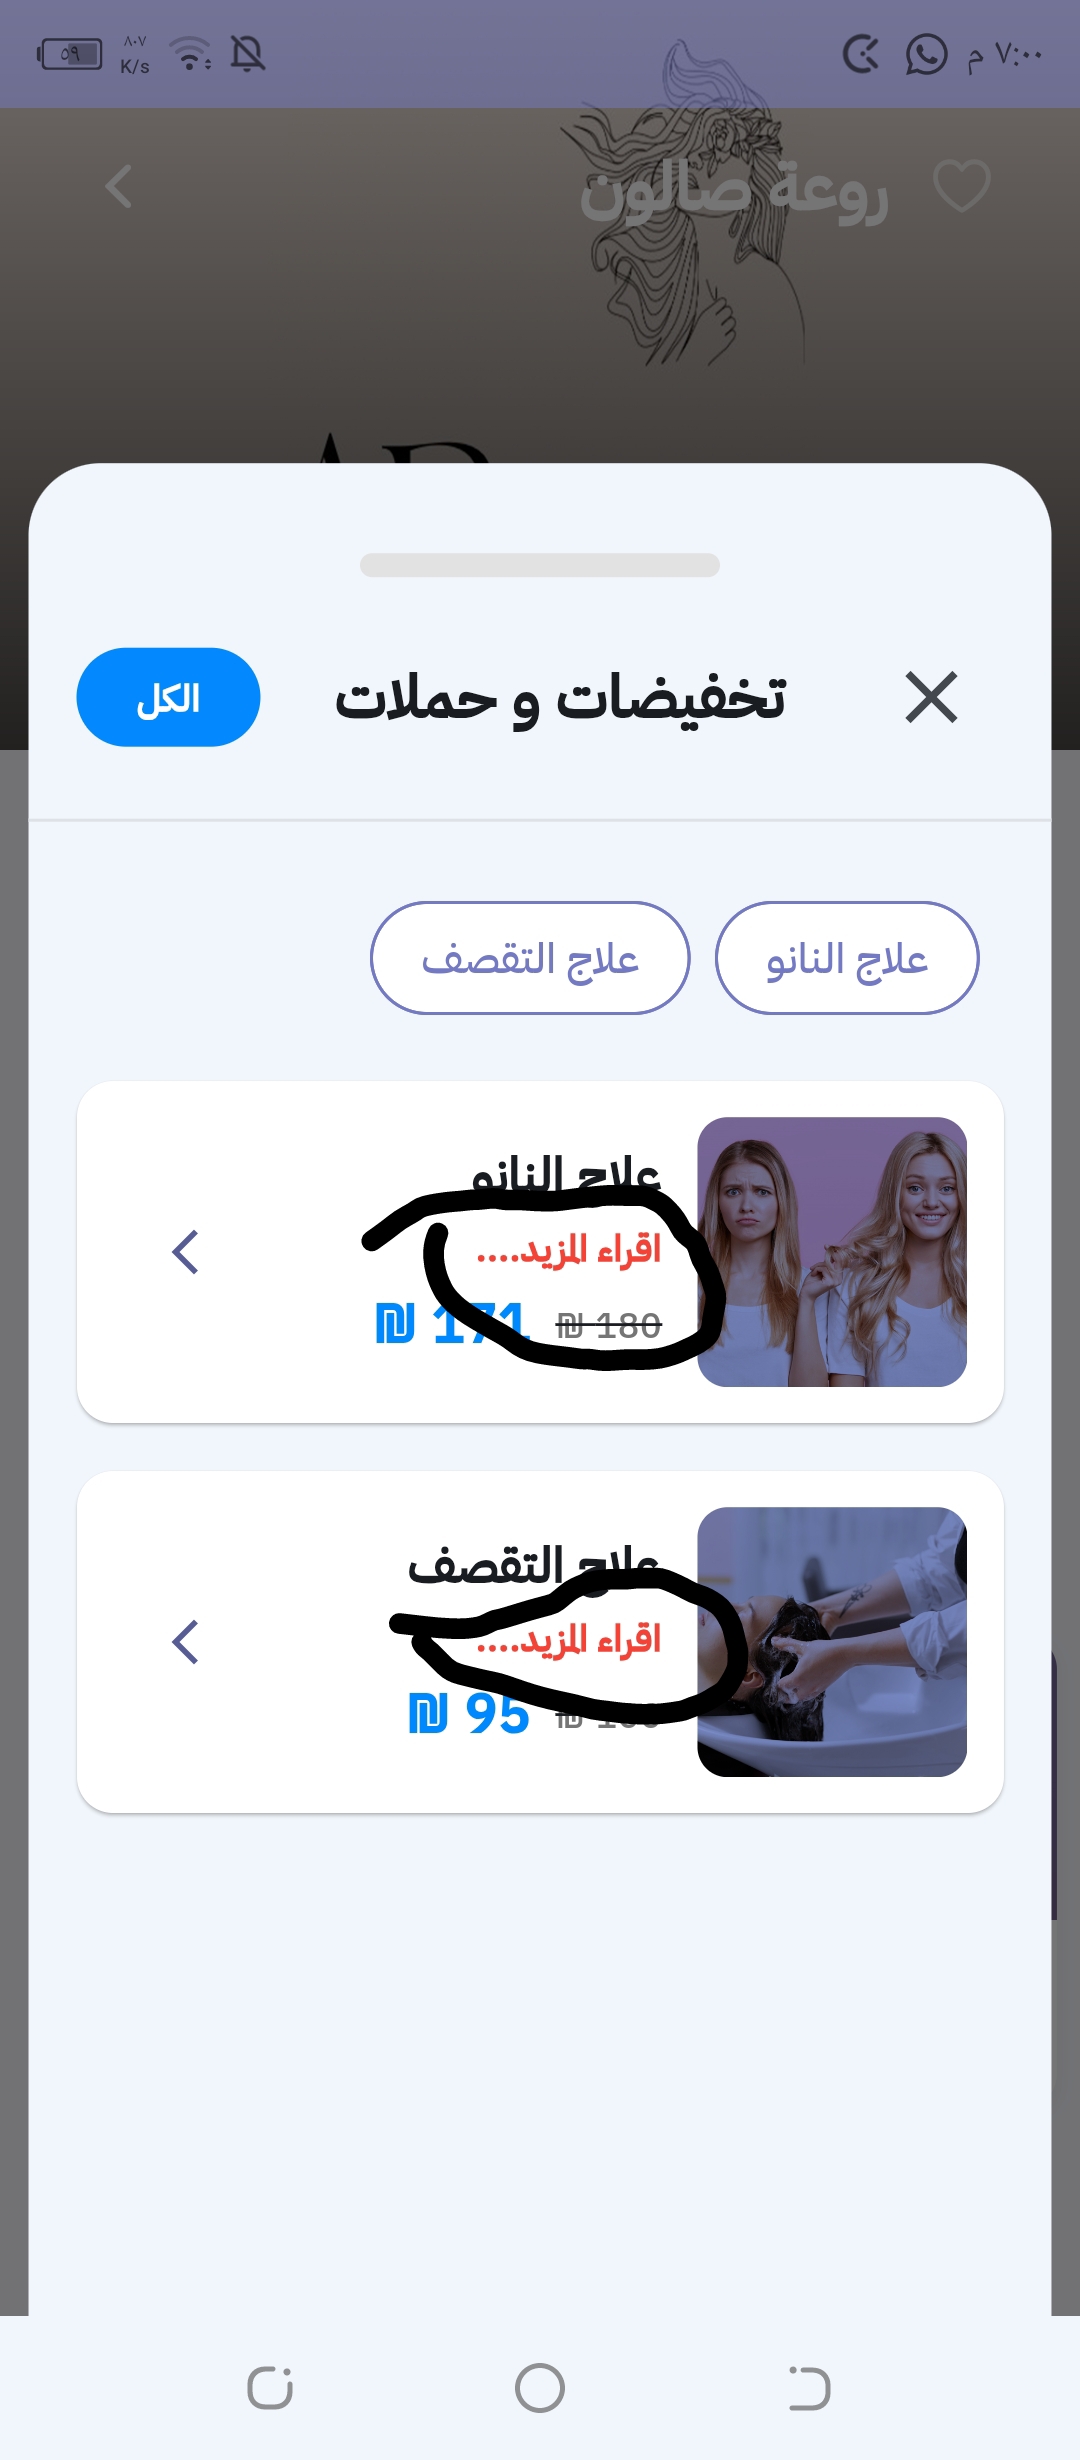 ٧:٠٠ م
٨٠٧
K/s
٥٩
روعة صالون
تخفيضات و حملات
الكل
علاج النانو
علاج التقصف
علاج النانو
اقراء المزيد....
₪ 180 ₪ 171
علاج التقصف
اقراء المزيد....
₪ 95